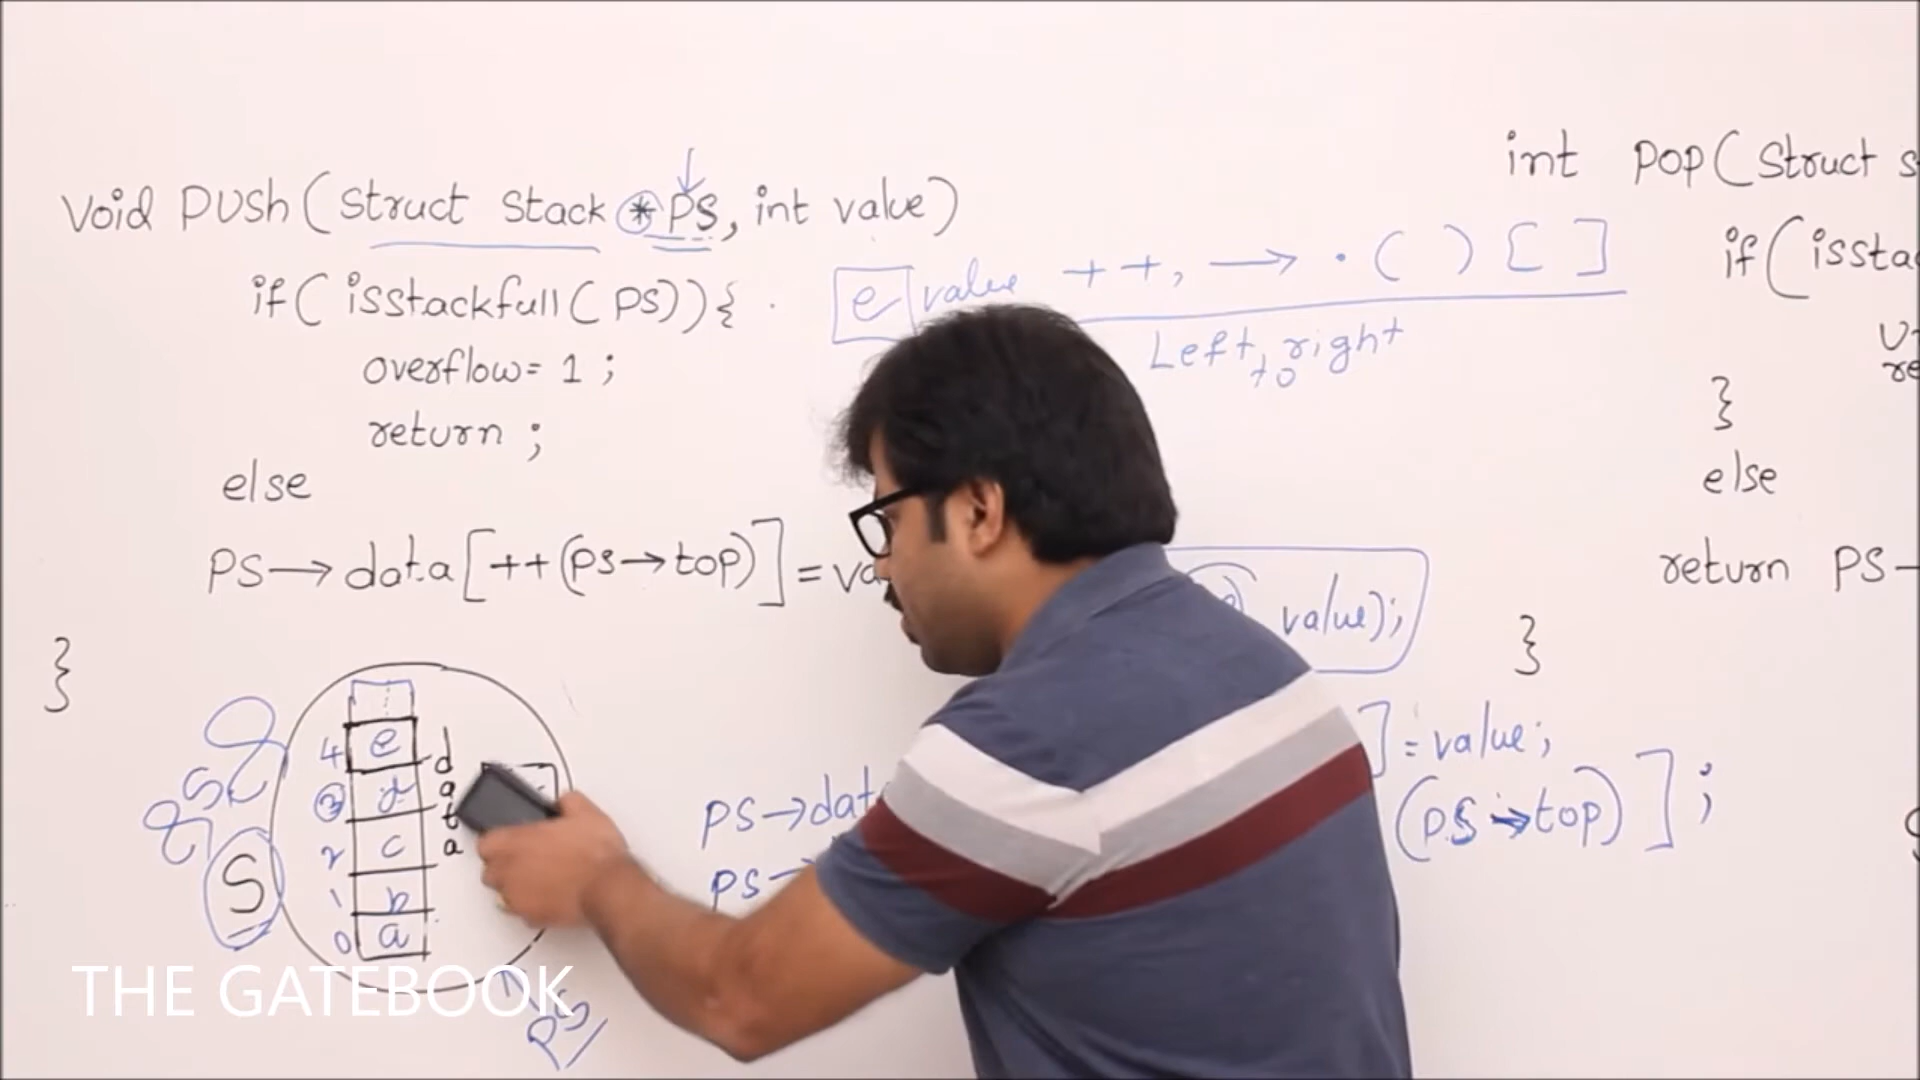 void push(struct stack *ps, int value)
if(isstackfull(ps)){
overflow=1;
return;
else
ps→data[++(ps→top)]=va
}
e value ++, → . ( ) [ ]
Left to right
value);
]=value;
ps→dat
(ps→top)];
ps
int pop(struct s
if(issta
re
}
else
return ps
}
4 e
3 d
2 c
1 b
0 a
data
S
ps
THE GATEBOOK